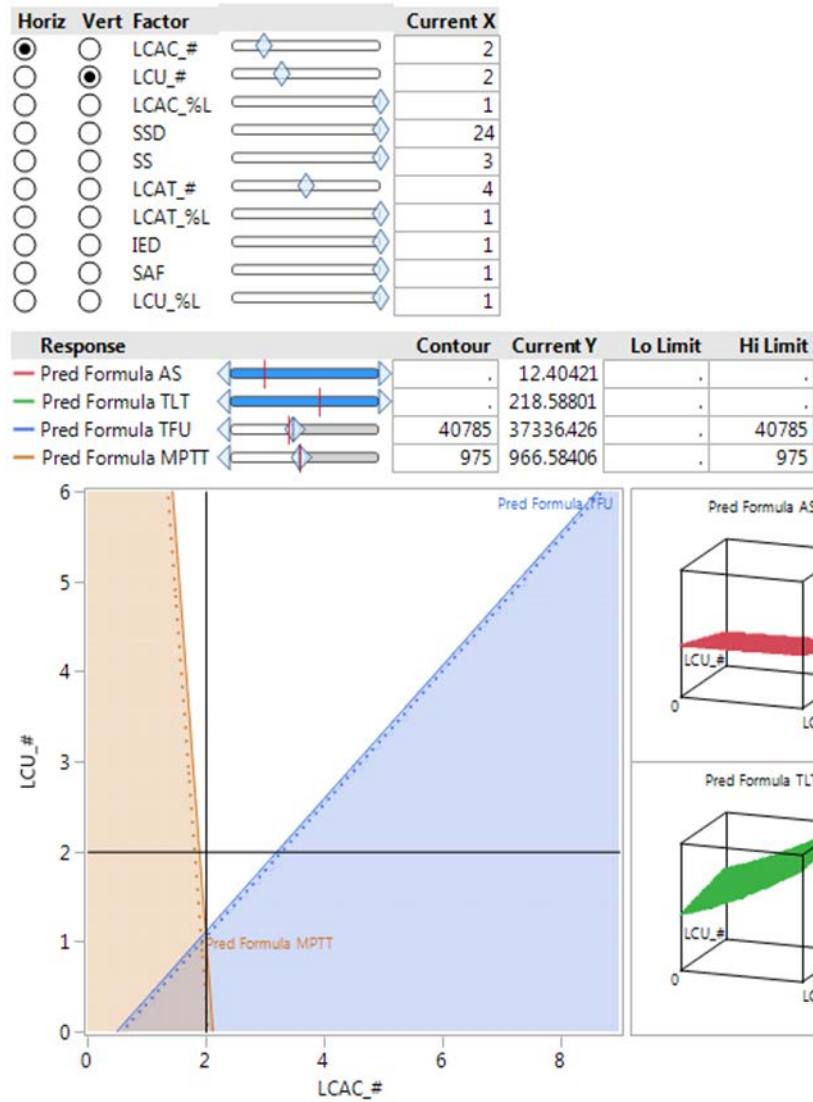 Horiz Vert Factor Current X
LCAC_# 2
LCU_# 2
LCAC_%L 1
SSD 24
SS 3
LCAT_# 4
LCAT_%L 1
IED 1
SAF 1
LCU_%L 1
Response Contour Current Y Lo Limit Hi Limit
Pred Formula AS . 12.40421 . .
Pred Formula TLT . 218.58801 . .
Pred Formula TFU 40785 37336.426 . 40785
Pred Formula MPTT 975 966.58406 . 975
6
Pred Formula TFU
Pred Formula AS
5
4
LCU_#
0
LC
3
LCU_#
Pred Formula TLT
2
1
Pred Formula MPTT
LCU_#
0
LC
0
0 2 4 6 8
LCAC_#